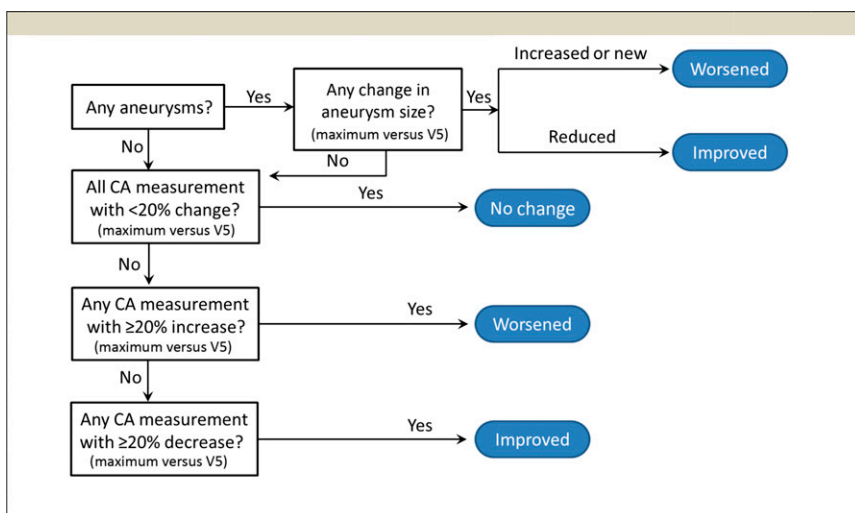 Any aneurysms?
Yes
Any change in
aneurysm size?
(maximum versus V5)
Yes
Increased or new
Worsened
Reduced
Improved
No
No
All CA measurement
with <20% change?
(maximum versus V5)
Yes
No change
No
Any CA measurement
with ≥20% increase?
(maximum versus V5)
Yes
Worsened
No
Any CA measurement
with ≥20% decrease?
(maximum versus V5)
Yes
Improved